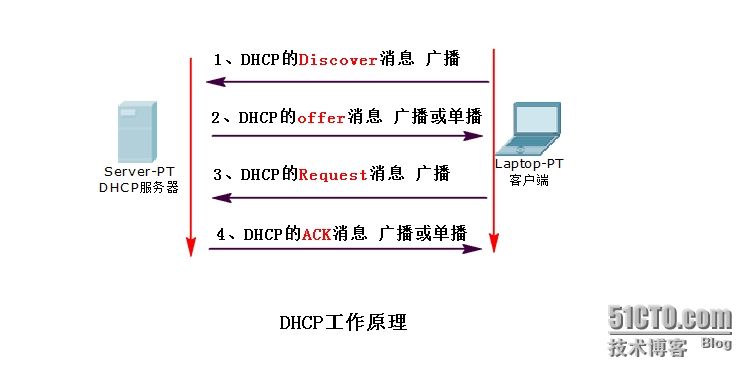 1、DHCP的Discover消息 广播
2、DHCP的offer消息 广播或单播
Server-PT
DHCP服务器
Laptop-PT
客户端
3、DHCP的Request消息 广播
4、DHCP的ACK消息 广播或单播
DHCP工作原理
51CTO.com
技术博客 Blog